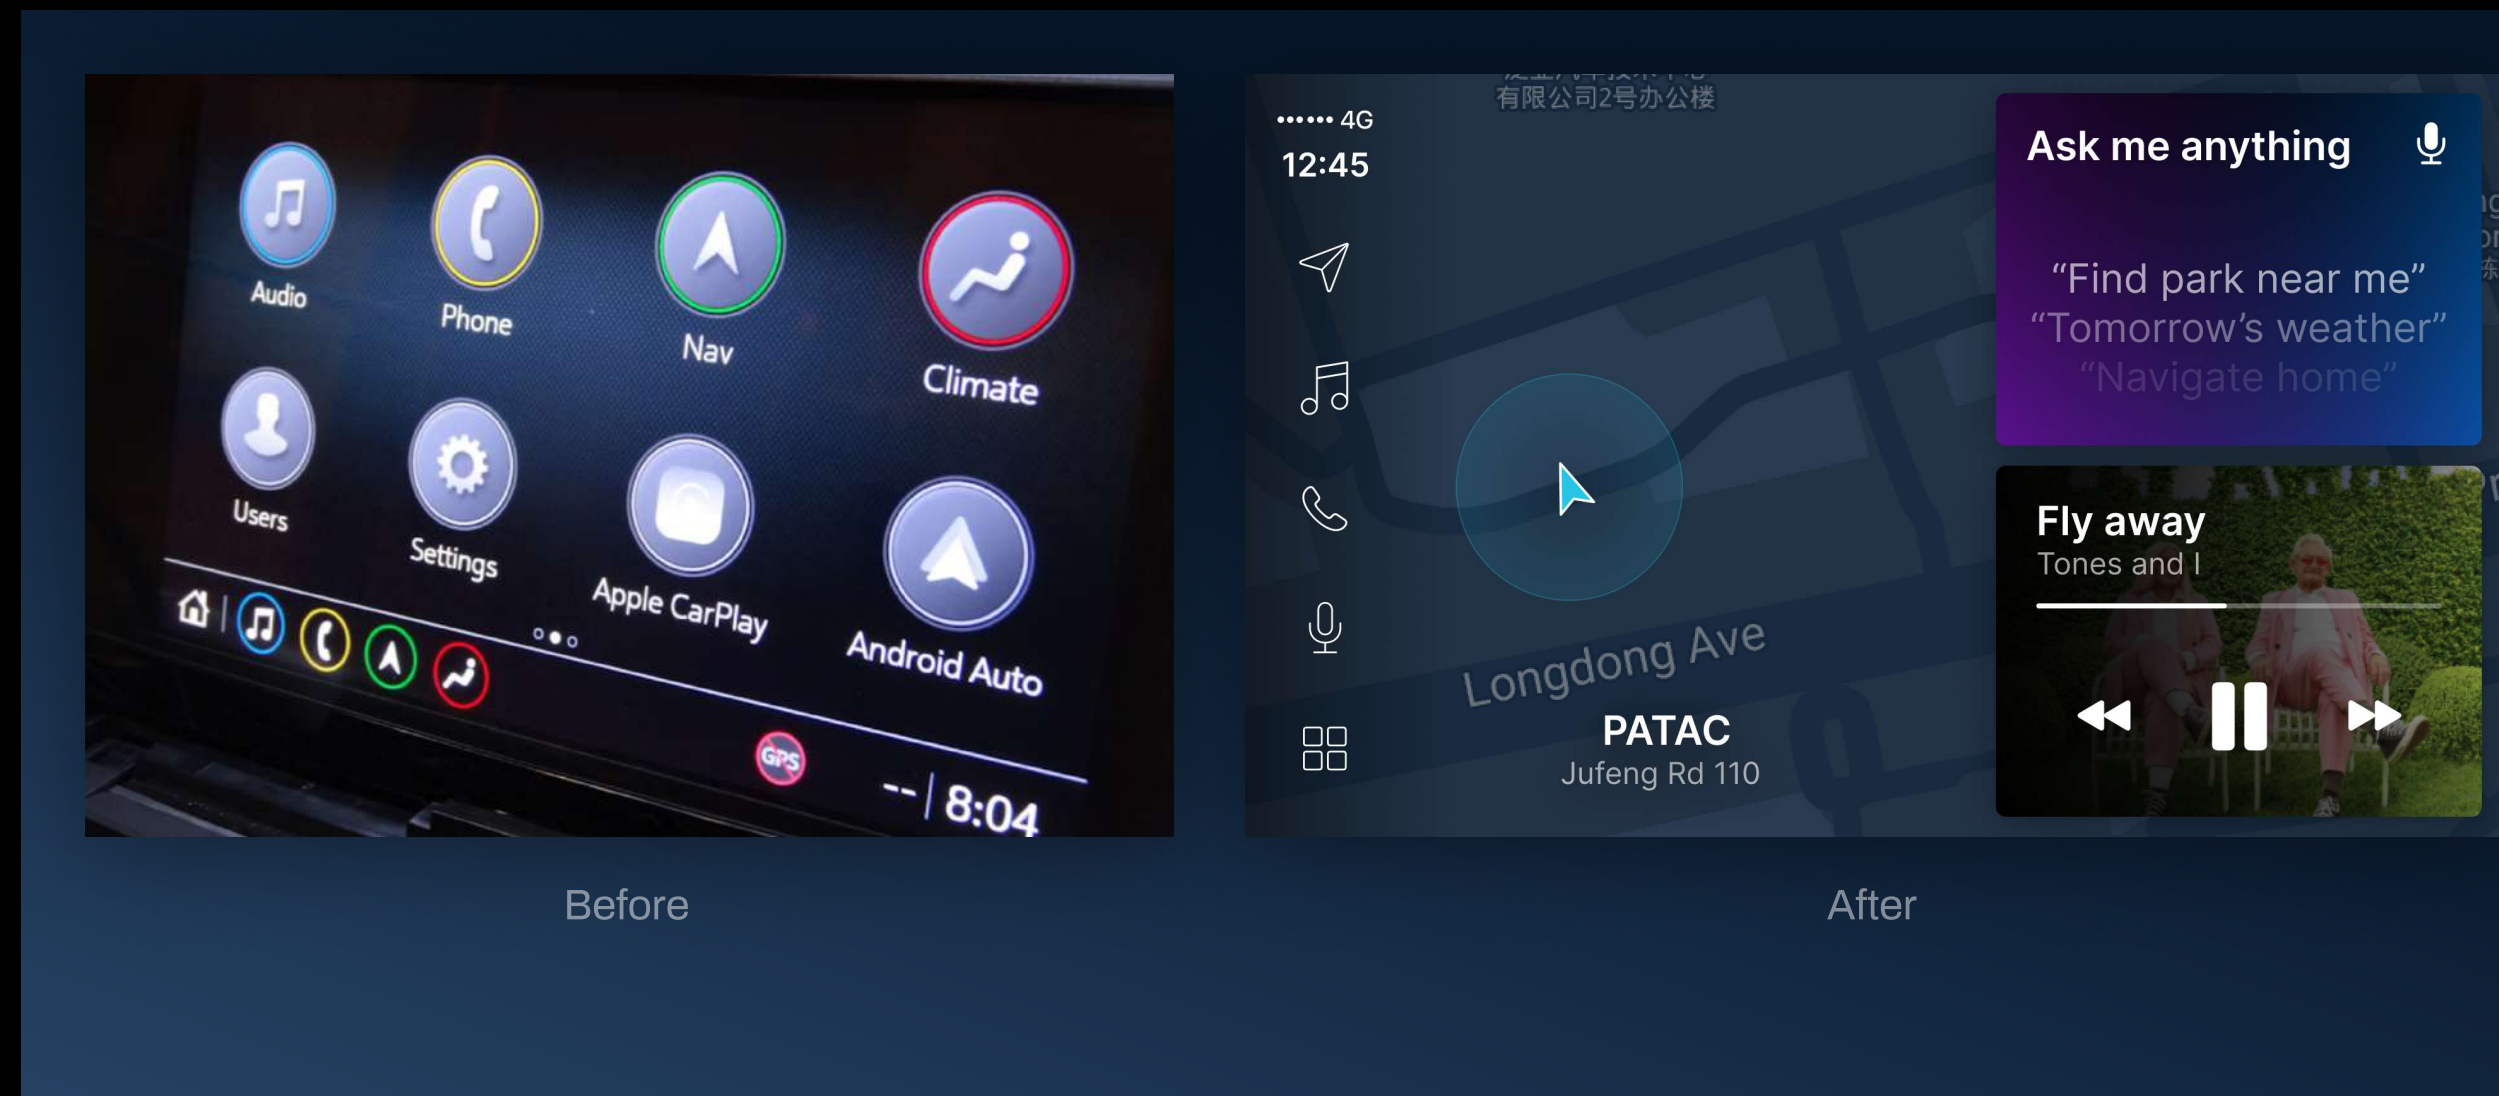 Audio
Phone
Nav
Climate
Users
Settings
Apple CarPlay
Android Auto
GPS
-- | 8:04
Before
有限公司2号办公楼
4G
12:45
Longdong Ave
PATAC
Jufeng Rd 110
Ask me anything
“Find park near me”
“Tomorrow’s weather”
“Navigate home”
Fly away
Tones and I
After